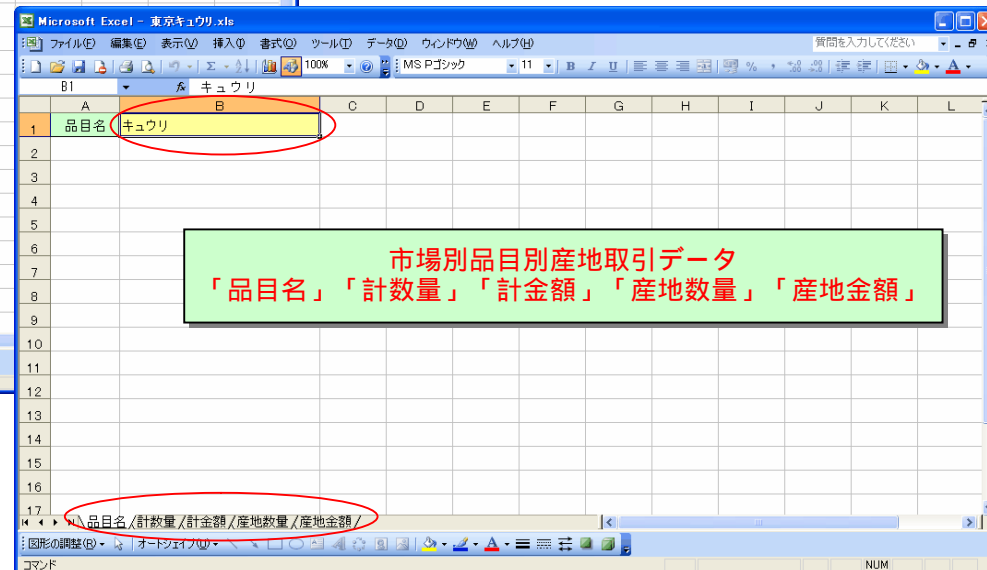 Microsoft Excel - 東京キュウリ.xls
ファイル(F) 編集(E) 表示(V) 挿入(I) 書式(O) ツール(T) データ(D) ウィンドウ(W) ヘルプ(H) 質問を入力してください
100% MS Pゴシック 11 B I U
B1 fx キュウリ
A B C D E F G H I J K L
1 品目名 キュウリ
2
3
4
5
6
7
8
9
10
11
12
13
14
15
16
17
市場別品目別産地取引データ
「品目名」「計数量」「計金額」「産地数量」「産地金額」
品目名 計数量 計金額 産地数量 産地金額
図形の調整(R) オートシェイプ(U)
コマンド NUM